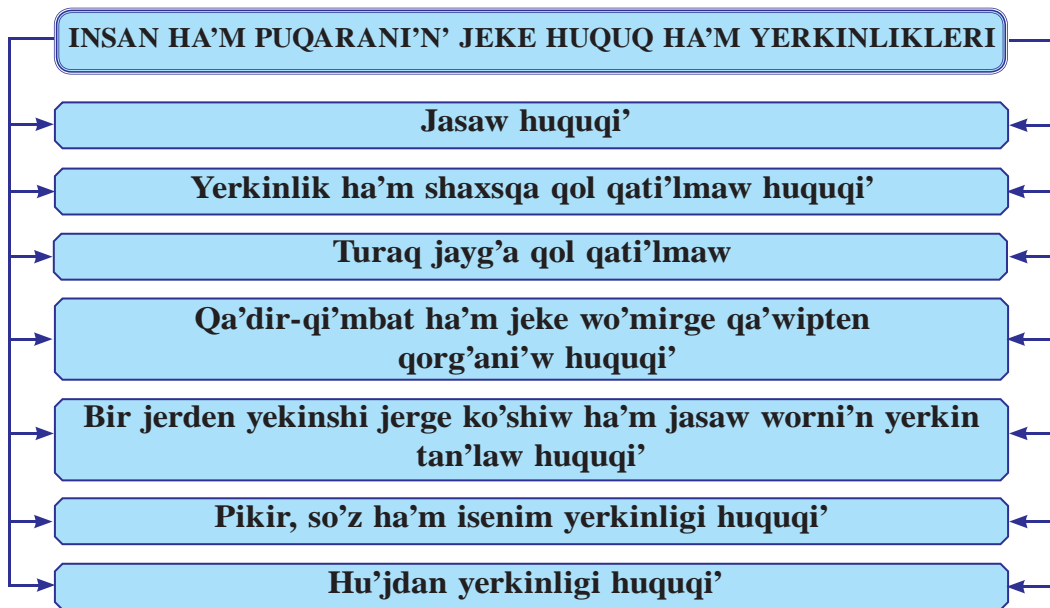 INSAN HA’M PUQARANI’N’ JEKE HUQUQ HA’M YERKINLIKLERI
Jasaw huquqi’
Yerkinlik ha’m shaxsqa qol qati’lmaw huquqi’
Turaq jayg’a qol qati’lmaw
Qa’dir-qi’mbat ha’m jeke wo’mirge qa’wipten
qorg’ani’w huquqi’
Bir jerden yekinshi jerge ko’shiw ha’m jasaw worni’n yerkin
tan’law huquqi’
Pikir, so’z ha’m isenim yerkinligi huquqi’
Hu’jdan yerkinligi huquqi’